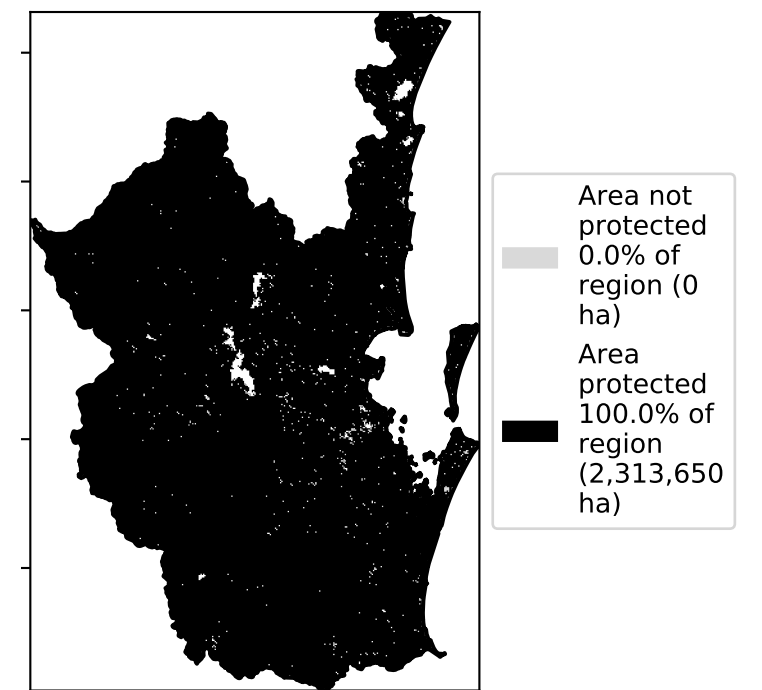 Area not
protected
0.0% of
region (0
ha)
Area
protected
100.0% of
region
(2,313,650
ha)